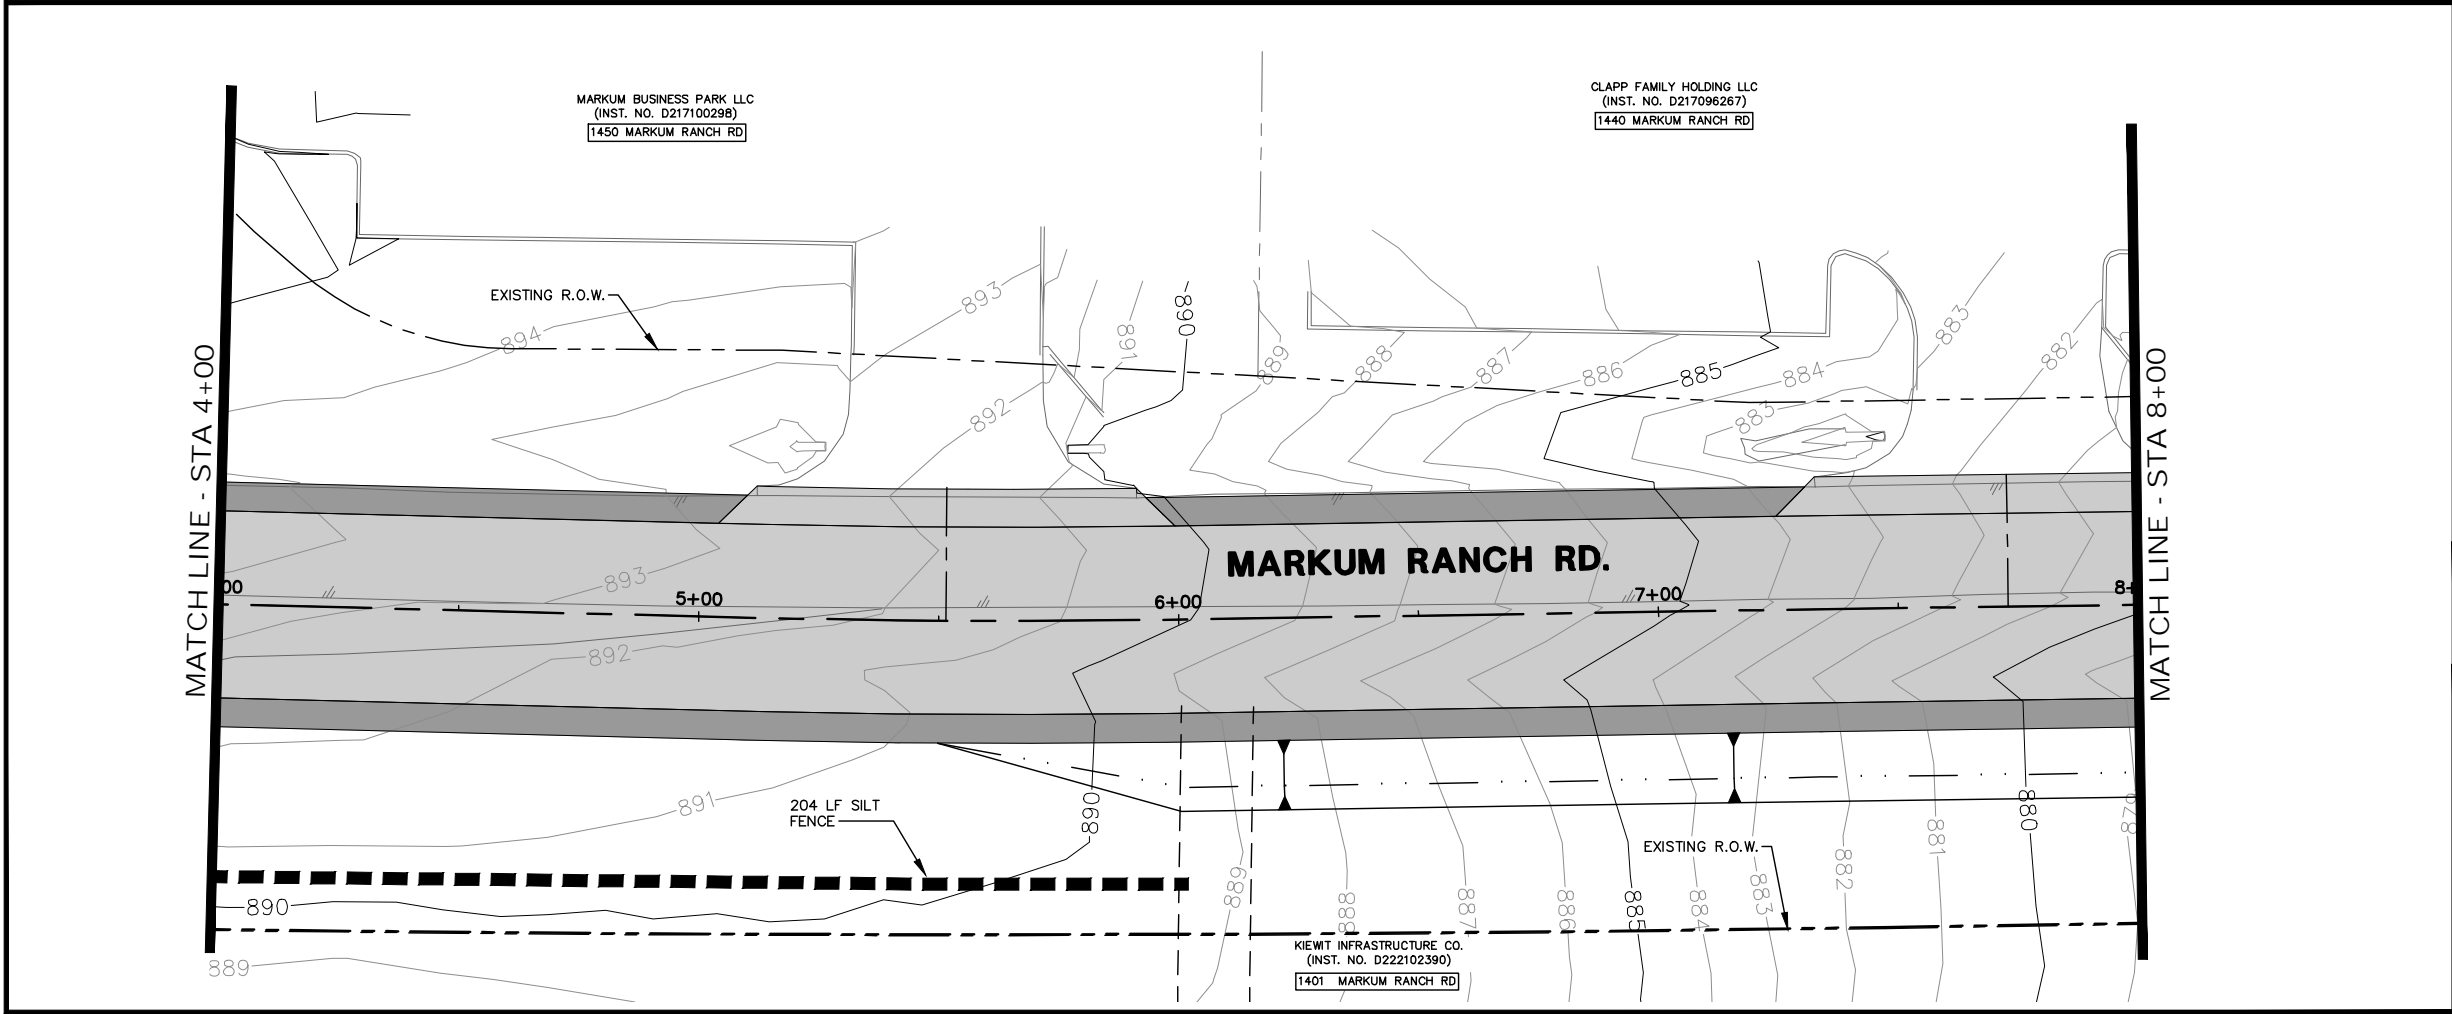 MARKUM BUSINESS PARK LLC
(INST. NO. D217100298)
1450 MARKUM RANCH RD
CLAPP FAMILY HOLDING LLC
(INST. NO. D217096267)
1440 MARKUM RANCH RD
EXISTING R.O.W.
894
893
892
891
890
889
888
887
886
885
884
883
883
882
MATCH LINE - STA 4+00
MATCH LINE - STA 8+00
MARKUM RANCH RD.
00
893
5+00
6+00
7+00
8+
892
891
204 LF SILT
FENCE
890
890
889
889
888
887
886
885
884
883
882
881
880
EXISTING R.O.W.
KIEWIT INFRASTRUCTURE CO.
(INST. NO. D222102390)
1401 MARKUM RANCH RD